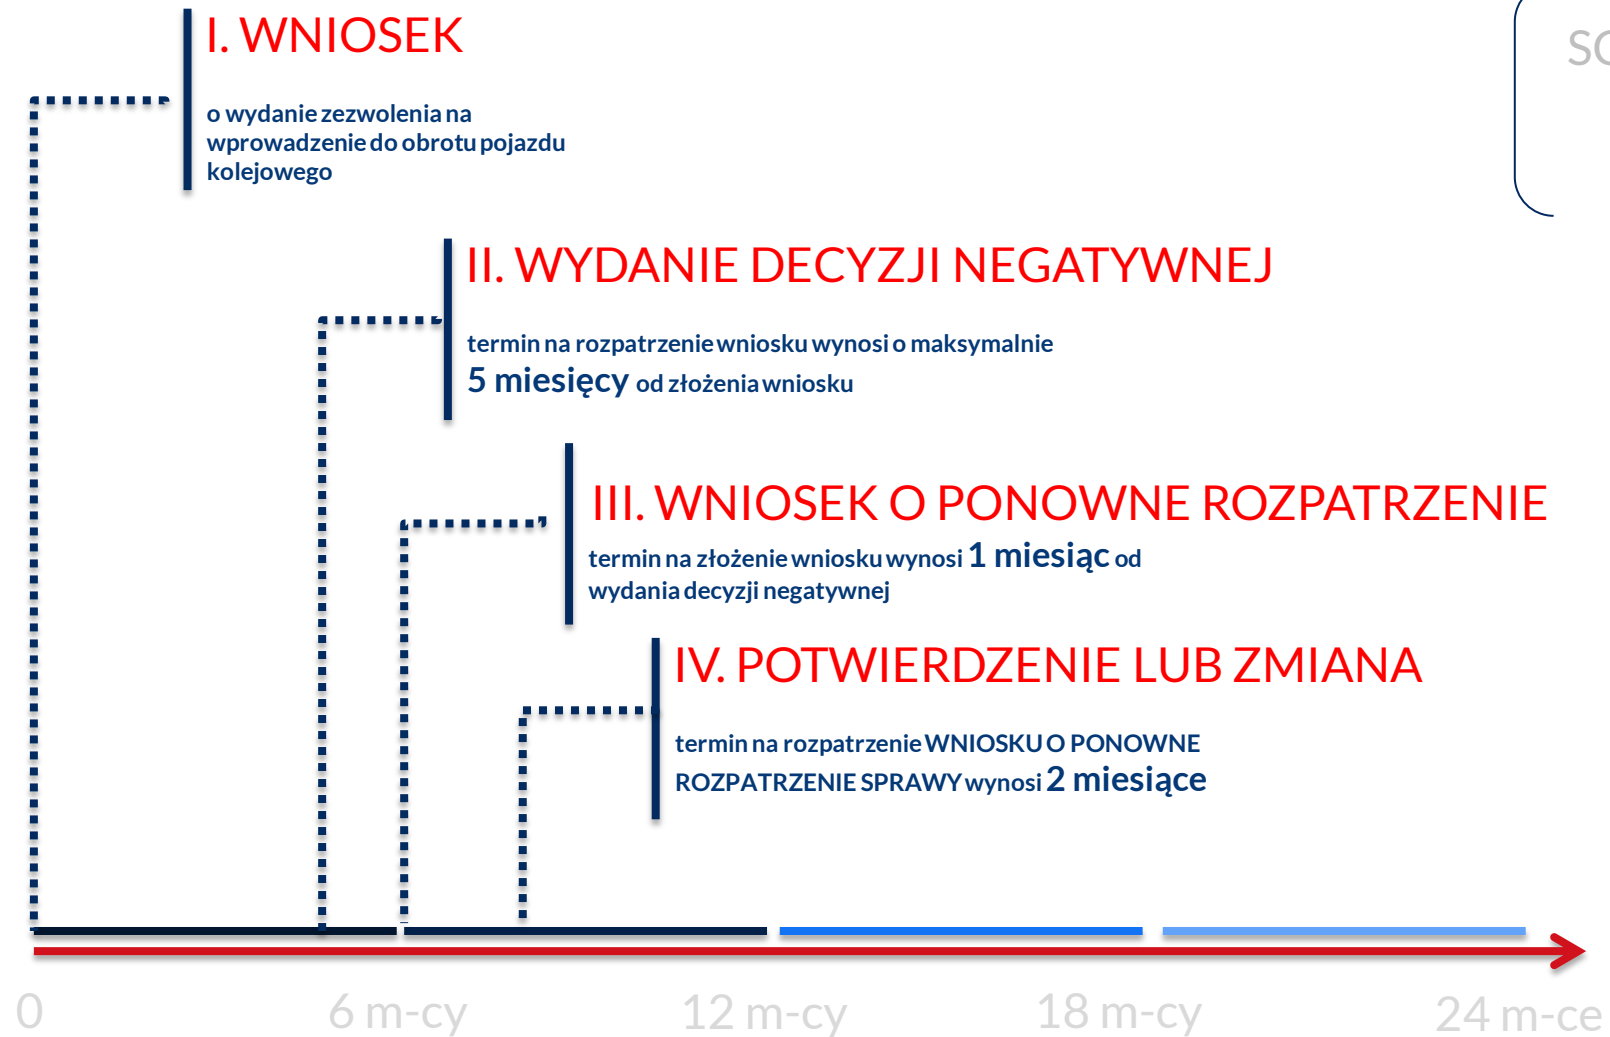 I. WNIOSEK
o wydanie zezwolenia na
wprowadzenie do obrotu pojazdu
kolejowego
II. WYDANIE DECYZJI NEGATYWNEJ
termin na rozpatrzenie wniosku wynosi o maksymalnie
5 miesięcy od złożenia wniosku
III. WNIOSEK O PONOWNE ROZPATRZENIE
termin na złożenie wniosku wynosi 1 miesiąc od
wydania decyzji negatywnej
IV. POTWIERDZENIE LUB ZMIANA
termin na rozpatrzenie WNIOSKU O PONOWNE
ROZPATRZENIE SPRAWY wynosi 2 miesiące
0
6 m-cy
12 m-cy
18 m-cy
24 m-ce